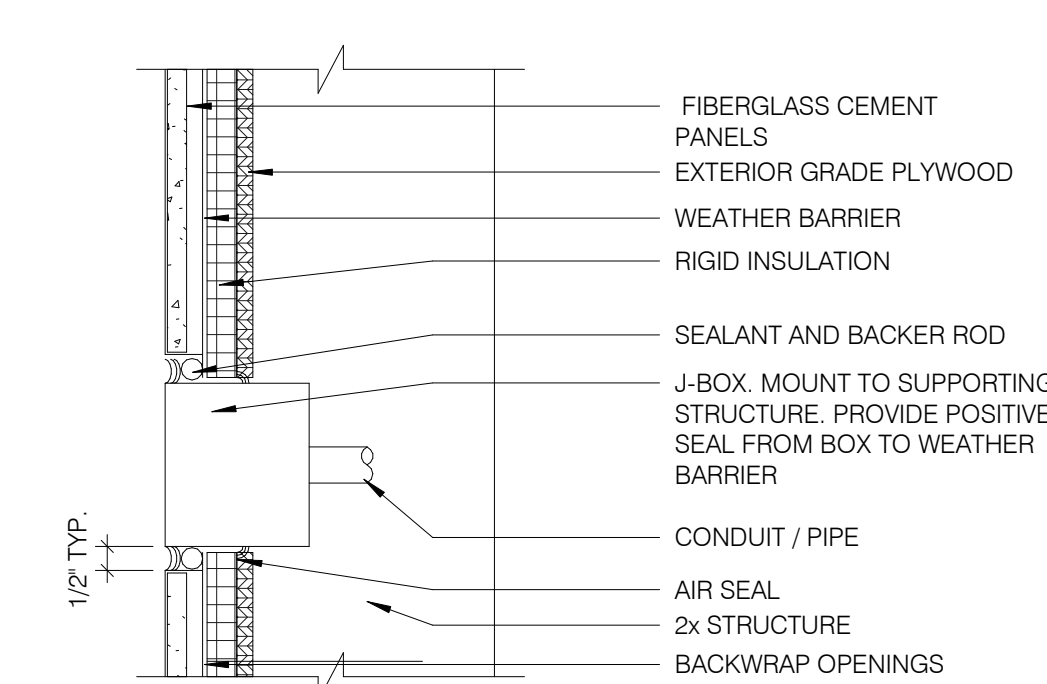 FIBERGLASS CEMENT
PANELS
EXTERIOR GRADE PLYWOOD
WEATHER BARRIER
RIGID INSULATION
SEALANT AND BACKER ROD
J-BOX. MOUNT TO SUPPORTING
STRUCTURE. PROVIDE POSITIVE
SEAL FROM BOX TO WEATHER
BARRIER
CONDUIT / PIPE
1/2" TYP.
AIR SEAL
2x STRUCTURE
BACKWRAP OPENINGS